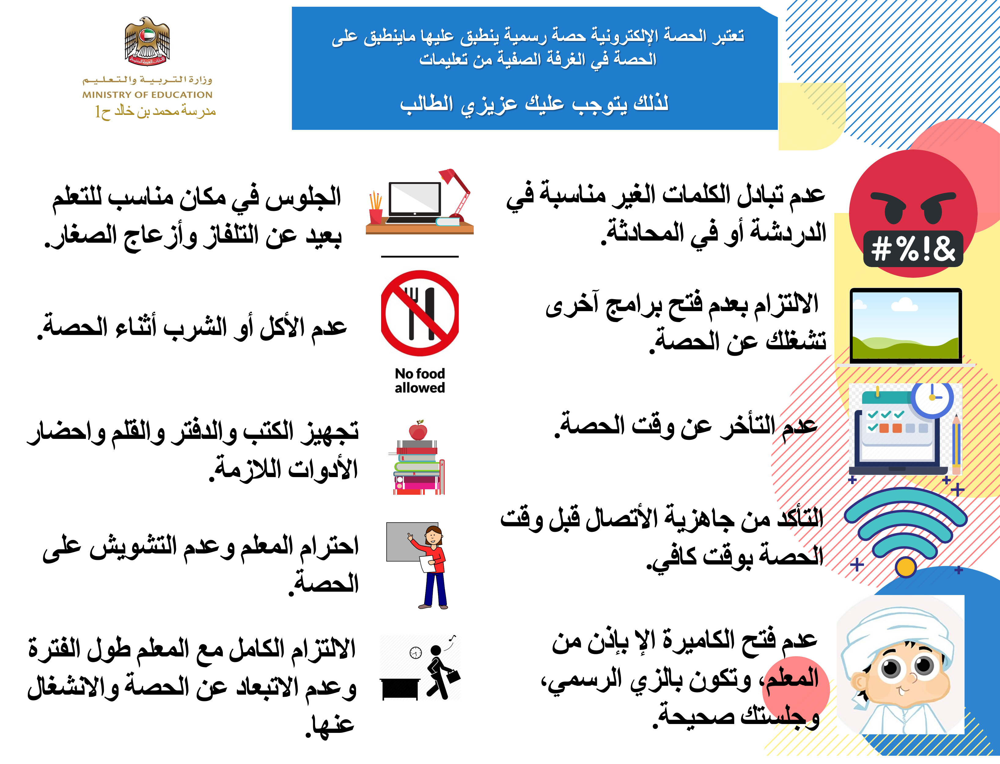 تعتبر الحصة الإلكترونية حصة رسمية ينطبق عليها ماينطبق على
الحصة في الغرفة الصفية من تعليمات
لذلك يتوجب عليك عزيزي الطالب
الإمارات العربية المتحدة
وزارة التربية والتعليم
MINISTRY OF EDUCATION
مدرسة محمد بن خالد ح1
#%!&
عدم تبادل الكلمات الغير مناسبة في
الدردشة أو في المحادثة.
الالتزام بعدم فتح برامج آخرى
تشغلك عن الحصة.
عدم التأخر عن وقت الحصة.
التأكد من جاهزية الأتصال قبل وقت
الحصة بوقت كافي.
عدم فتح الكاميرة الإ بإذن من
المعلم، وتكون بالزي الرسمي،
وجلستك صحيحة.
الجلوس في مكان مناسب للتعلم
بعيد عن التلفاز وأزعاج الصغار.
عدم الأكل أو الشرب أثناء الحصة.
No food
allowed
تجهيز الكتب والدفتر والقلم واحضار
الأدوات اللازمة.
احترام المعلم وعدم التشويش على
الحصة.
الالتزام الكامل مع المعلم طول الفترة
وعدم الاتبعاد عن الحصة والانشغال
عنها.